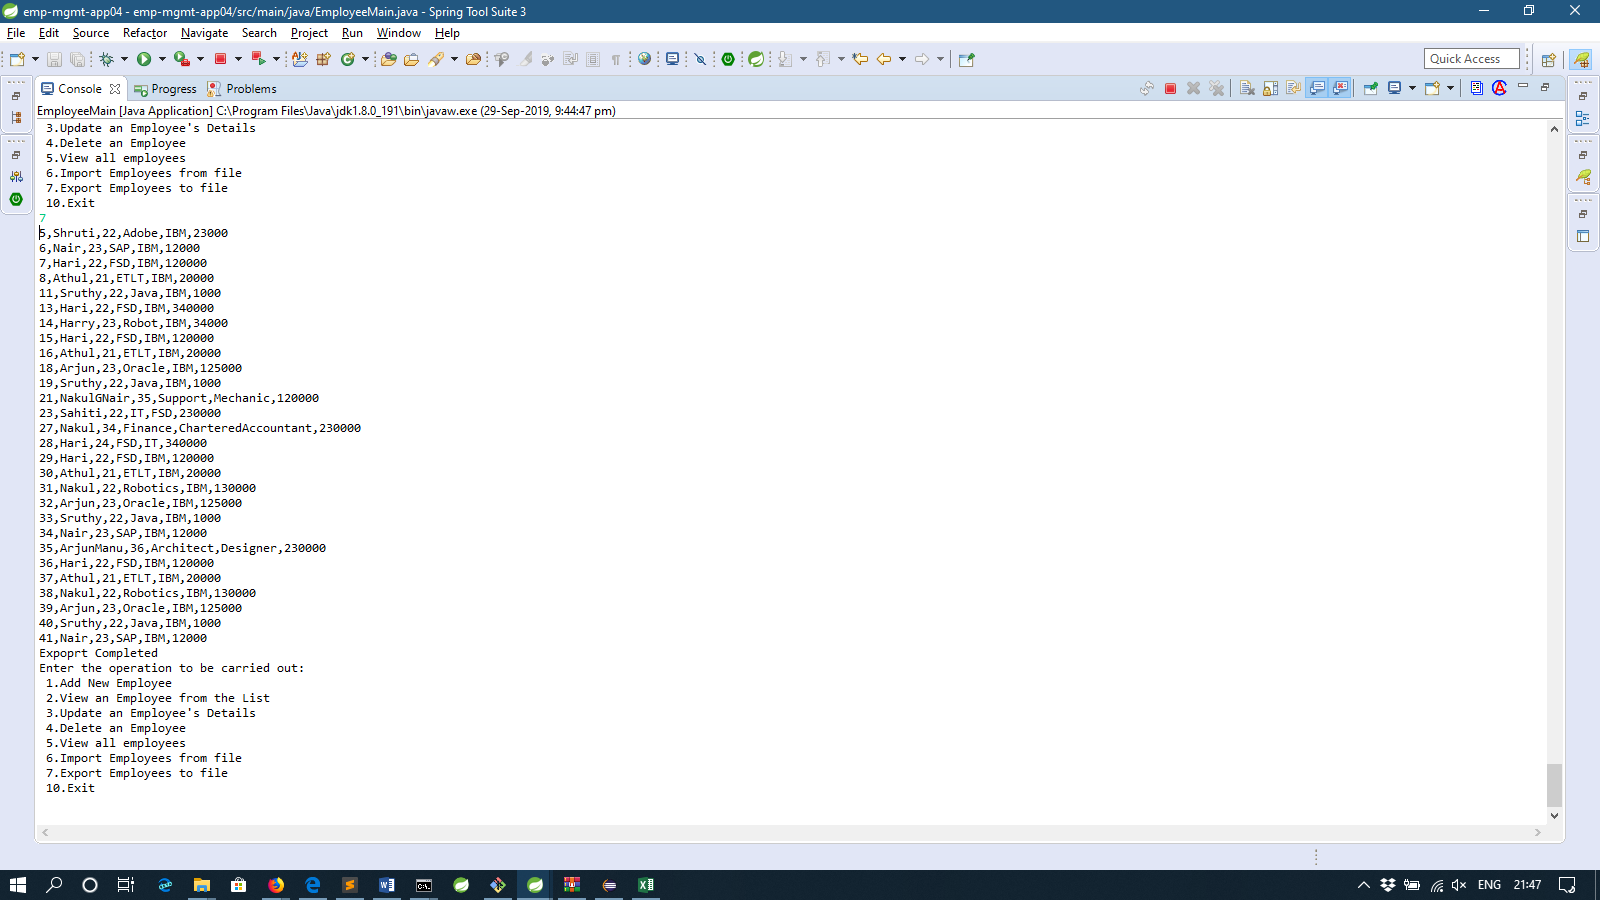 emp-mgmt-app04 - emp-mgmt-app04/src/main/java/EmployeeMain.java - Spring Tool Suite 3
File Edit Source Refactor Navigate Search Project Run Window Help
Quick Access
Console Progress Problems
EmployeeMain [Java Application] C:\Program Files\Java\jdk1.8.0_191\bin\javaw.exe (29-Sep-2019, 9:44:47 pm)
3.Update an Employee's Details
4.Delete an Employee
5.View all employees
6.Import Employees from file
7.Export Employees to file
10.Exit
7
5,Shruti,22,Adobe,IBM,23000
6,Nair,23,SAP,IBM,12000
7,Hari,22,FSD,IBM,120000
8,Athul,21,ETLT,IBM,20000
11,Sruthy,22,Java,IBM,1000
13,Hari,22,FSD,IBM,340000
14,Harry,23,Robot,IBM,34000
15,Hari,22,FSD,IBM,120000
16,Athul,21,ETLT,IBM,20000
18,Arjun,23,Oracle,IBM,125000
19,Sruthy,22,Java,IBM,1000
21,NakulGNair,35,Support,Mechanic,120000
23,Sahiti,22,IT,FSD,230000
27,Nakul,34,Finance,CharteredAccountant,230000
28,Hari,24,FSD,IT,340000
29,Hari,22,FSD,IBM,120000
30,Athul,21,ETLT,IBM,20000
31,Nakul,22,Robotics,IBM,130000
32,Arjun,23,Oracle,IBM,125000
33,Sruthy,22,Java,IBM,1000
34,Nair,23,SAP,IBM,12000
35,ArjunManu,36,Architect,Designer,230000
36,Hari,22,FSD,IBM,120000
37,Athul,21,ETLT,IBM,20000
38,Nakul,22,Robotics,IBM,130000
39,Arjun,23,Oracle,IBM,125000
40,Sruthy,22,Java,IBM,1000
41,Nair,23,SAP,IBM,12000
Expoprt Completed
Enter the operation to be carried out:
1.Add New Employee
2.View an Employee from the List
3.Update an Employee's Details
4.Delete an Employee
5.View all employees
6.Import Employees from file
7.Export Employees to file
10.Exit
ENG 21:47